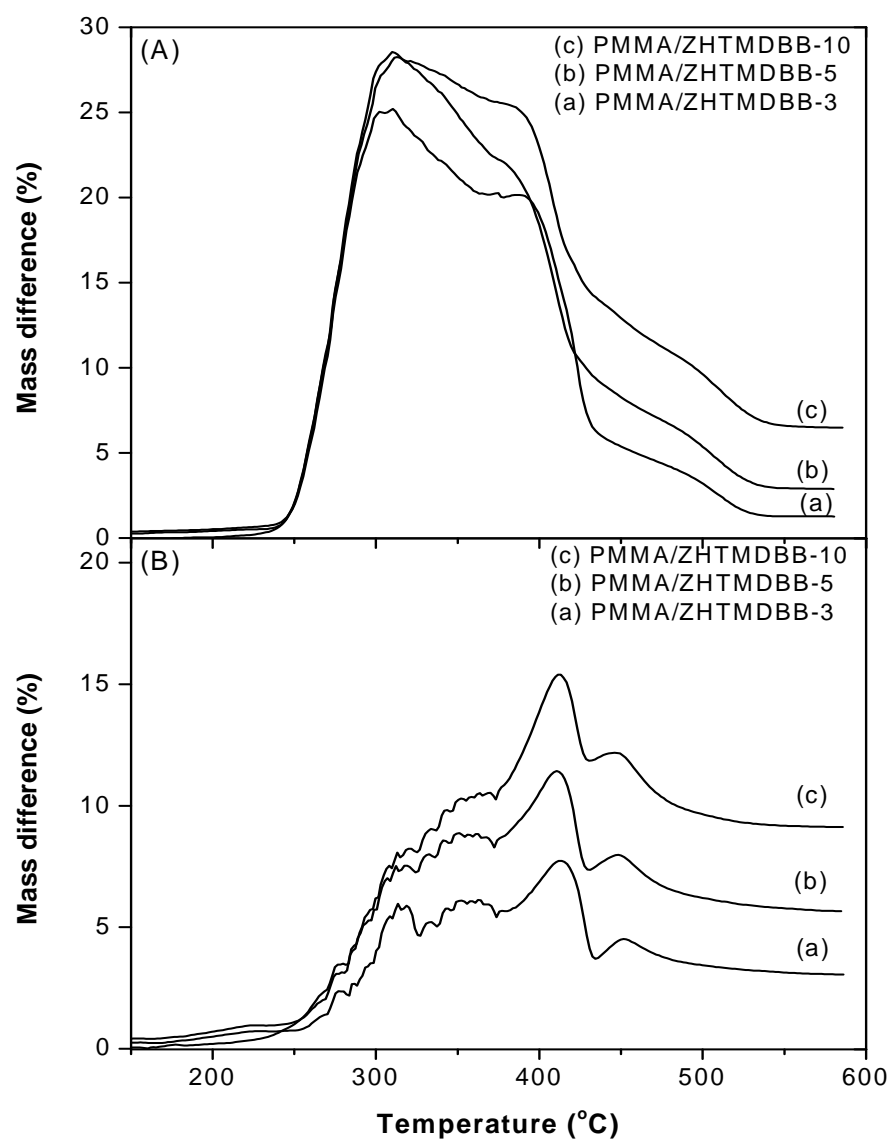 (A)
(c) PMMA/ZHTMDBB-10
(b) PMMA/ZHTMDBB-5
(a) PMMA/ZHTMDBB-3
30
25
20
15
10
5
0
Mass difference (%)
(c)
(b)
(a)
(B)
(c) PMMA/ZHTMDBB-10
(b) PMMA/ZHTMDBB-5
(a) PMMA/ZHTMDBB-3
20
15
10
5
0
Mass difference (%)
(c)
(b)
(a)
200
300
400
500
600
Temperature (°C)